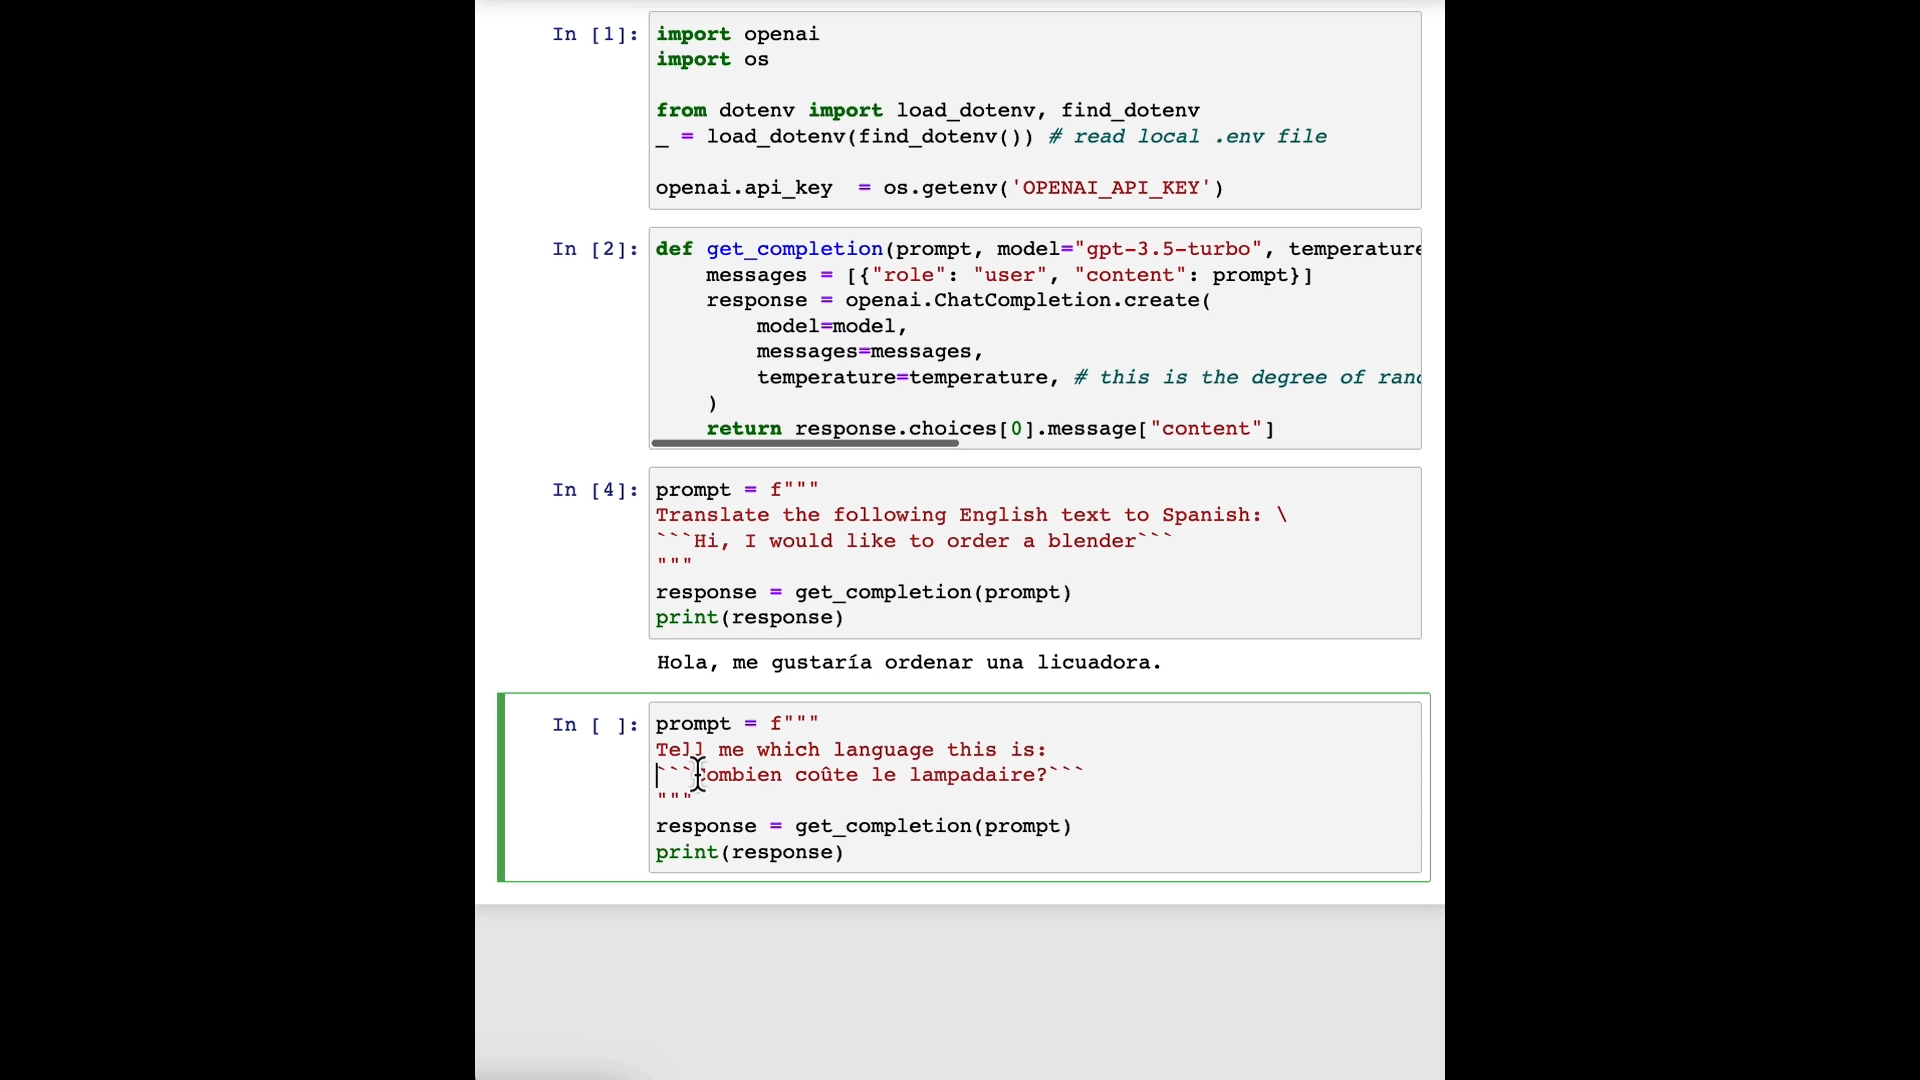 In [1]:
import openai
import os
from dotenv import load_dotenv, find_dotenv
_ = load_dotenv(find_dotenv()) # read local .env file
openai.api_key  = os.getenv('OPENAI_API_KEY')
In [2]:
def get_completion(prompt, model="gpt-3.5-turbo", temperature
messages = [{"role": "user", "content": prompt}]
response = openai.ChatCompletion.create(
model=model,
messages=messages,
temperature=temperature, # this is the degree of
)
return response.choices[0].message["content"]
In [4]:
prompt = f"""
Translate the following English text to Spanish: \
```Hi, I would like to order a blender```
"""
response = get_completion(prompt)
print(response)
Hola, me gustaría ordenar una licuadora.
In [ ]:
prompt = f"""
Tell me which language this is:
```Combien coûte le lampadaire?```
"""
response = get_completion(prompt)
print(response)